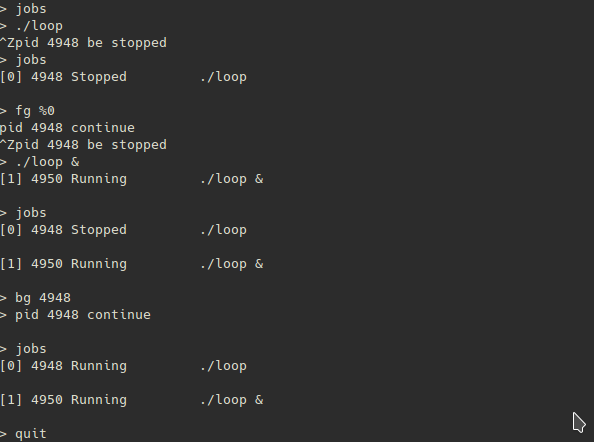 > jobs
> ./loop
^Zpid 4948 be stopped
> jobs
[0] 4948 Stopped         ./loop
> fg %0
pid 4948 continue
^Zpid 4948 be stopped
> ./loop &
[1] 4950 Running         ./loop &
> jobs
[0] 4948 Stopped         ./loop
[1] 4950 Running         ./loop &
> bg 4948
> pid 4948 continue
> jobs
[0] 4948 Running         ./loop
[1] 4950 Running         ./loop &
> quit